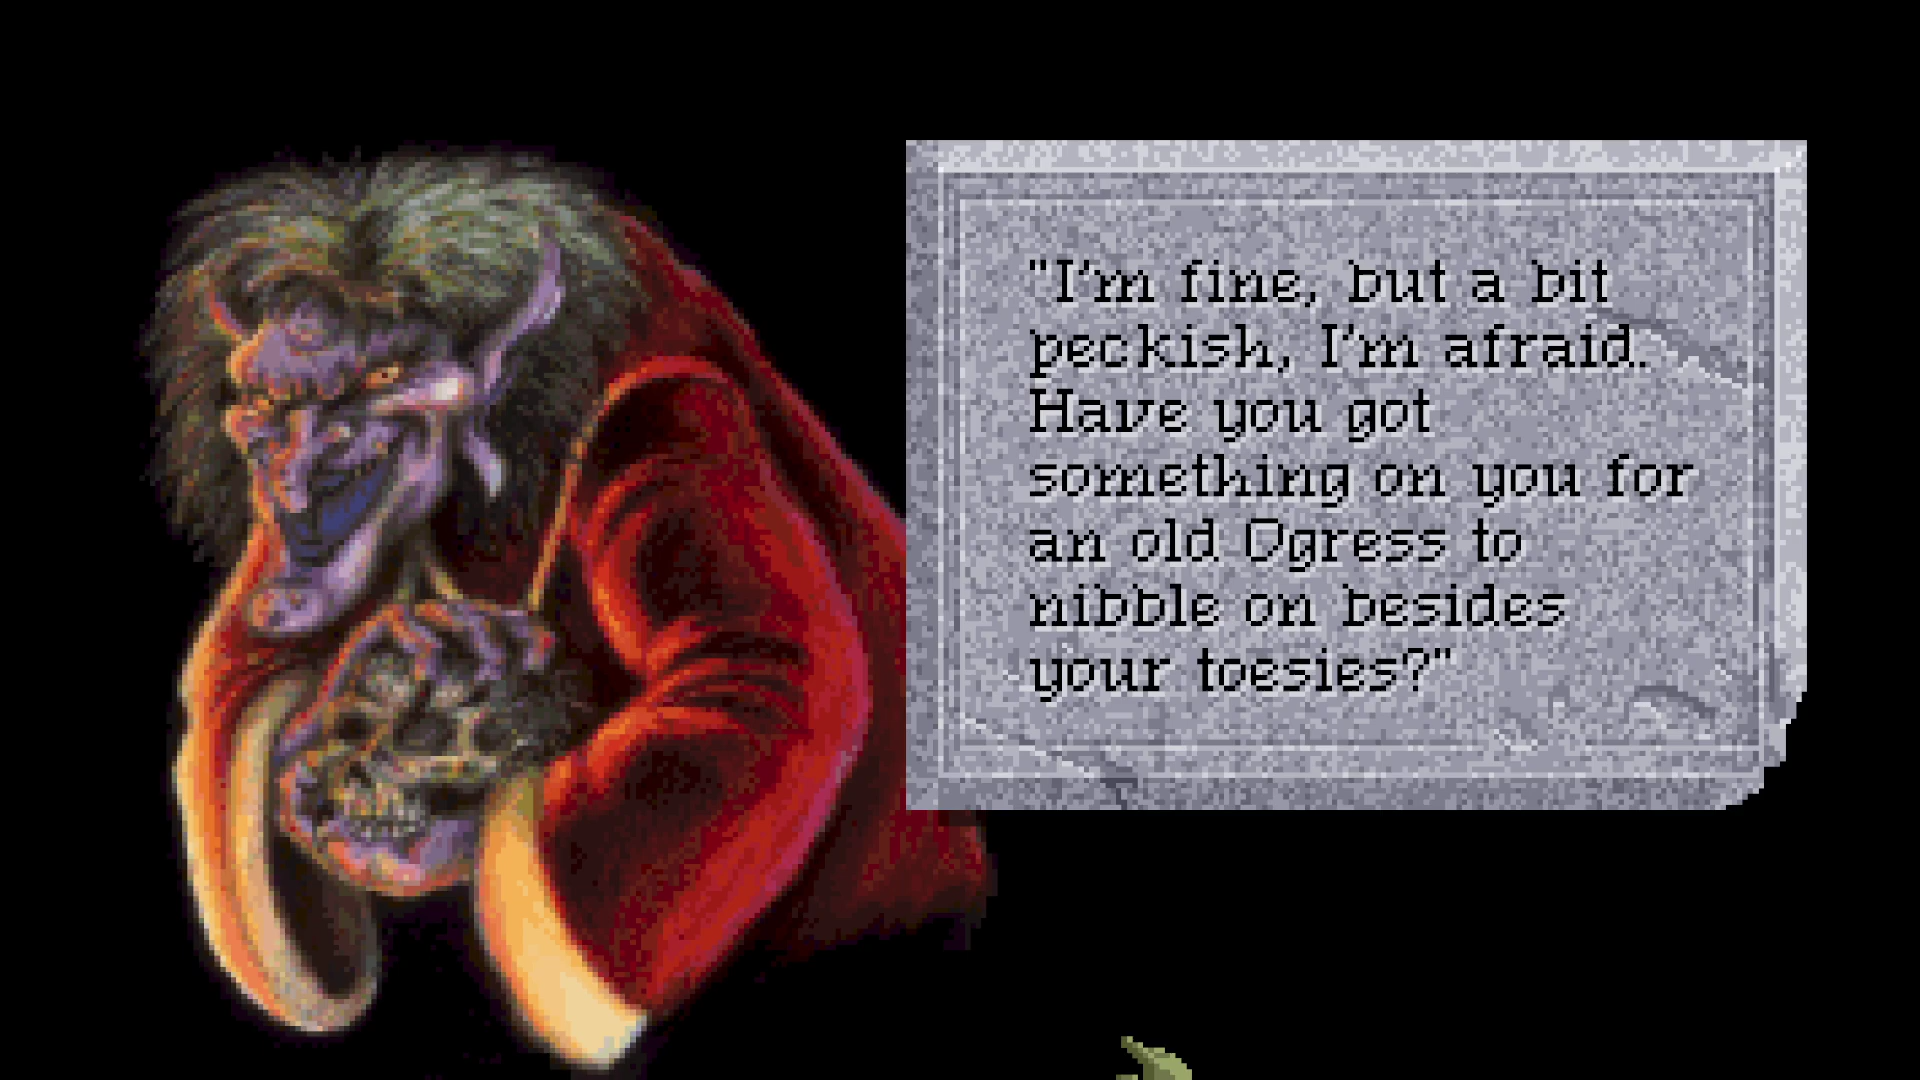 "I'm fine, but a bit
peckish, I'm afraid.
Have you got
something on you for
an old Ogress to
nibble on besides
your toesies?"